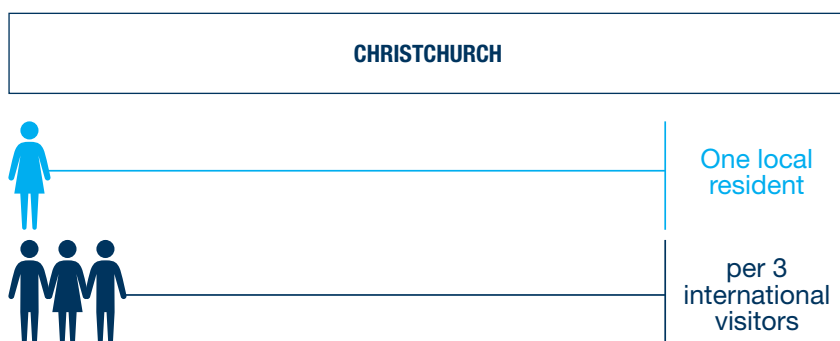 CHRISTCHURCH
One local
resident
per 3
international
visitors